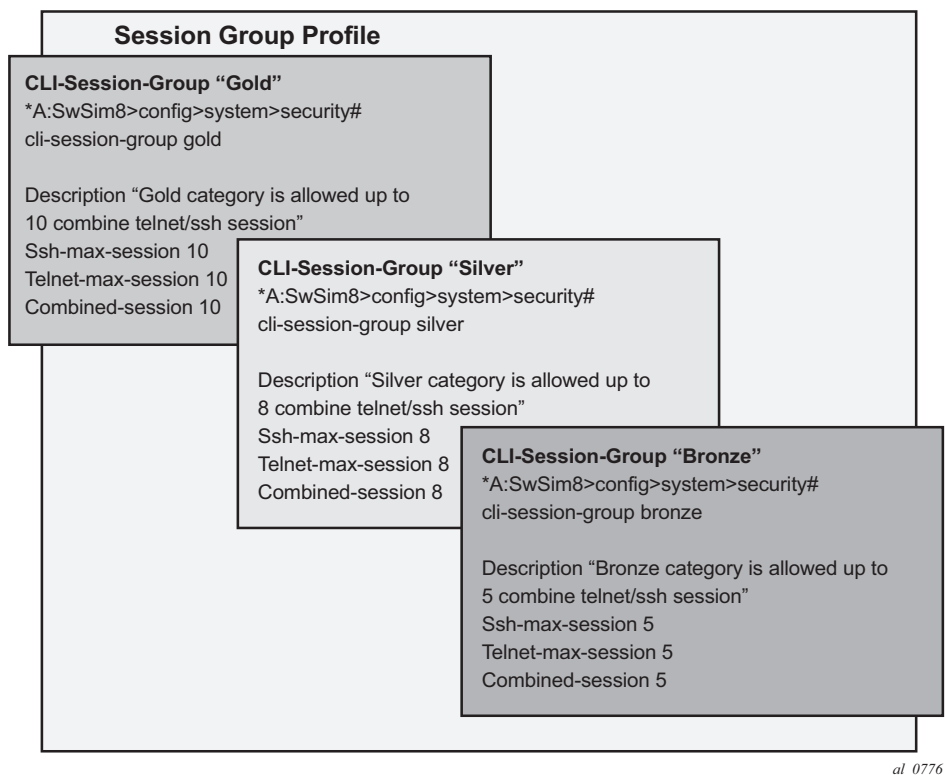 Session Group Profile
CLI-Session-Group “Gold”
*A:SwSim8>config>system>security#
cli-session-group gold
Description “Gold category is allowed up to
10 combine telnet/ssh session”
Ssh-max-session 10
Telnet-max-session 10
Combined-session 10
CLI-Session-Group “Silver”
*A:SwSim8>config>system>security#
cli-session-group silver
Description “Silver category is allowed up to
8 combine telnet/ssh session”
Ssh-max-session 8
Telnet-max-session 8
Combined-session 8
CLI-Session-Group “Bronze”
*A:SwSim8>config>system>security#
cli-session-group bronze
Description “Bronze category is allowed up to
5 combine telnet/ssh session”
Ssh-max-session 5
Telnet-max-session 5
Combined-session 5
al_0776